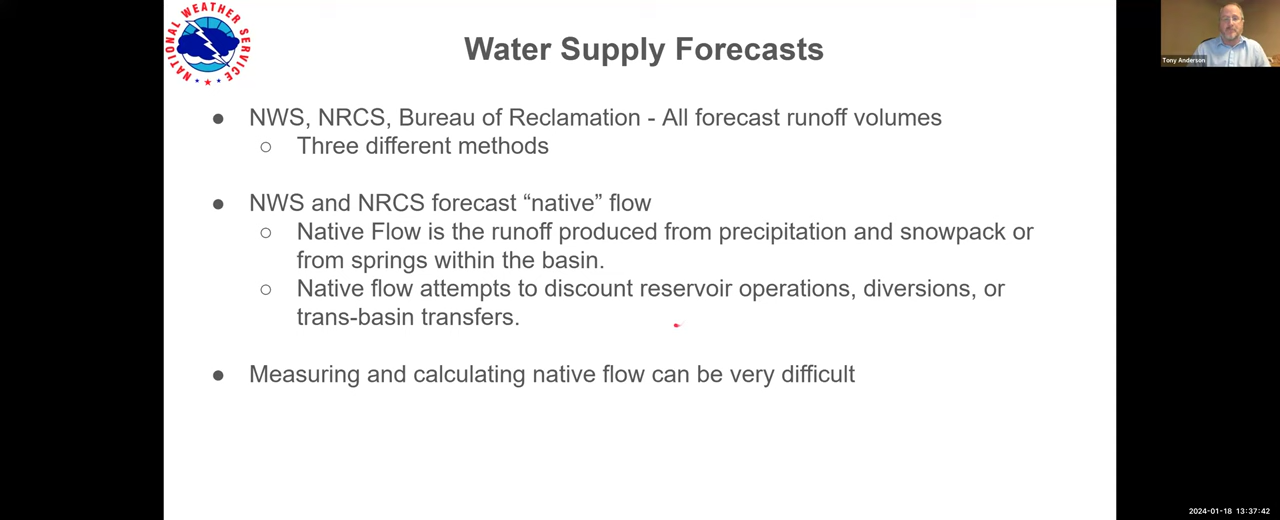 NATIONAL WEATHER SERVICE
Water Supply Forecasts
Tony Anderson
● NWS, NRCS, Bureau of Reclamation - All forecast runoff volumes
○ Three different methods
● NWS and NRCS forecast “native” flow
○ Native Flow is the runoff produced from precipitation and snowpack or
from springs within the basin.
○ Native flow attempts to discount reservoir operations, diversions, or
trans-basin transfers.
● Measuring and calculating native flow can be very difficult
2024-01-18 13:37:42